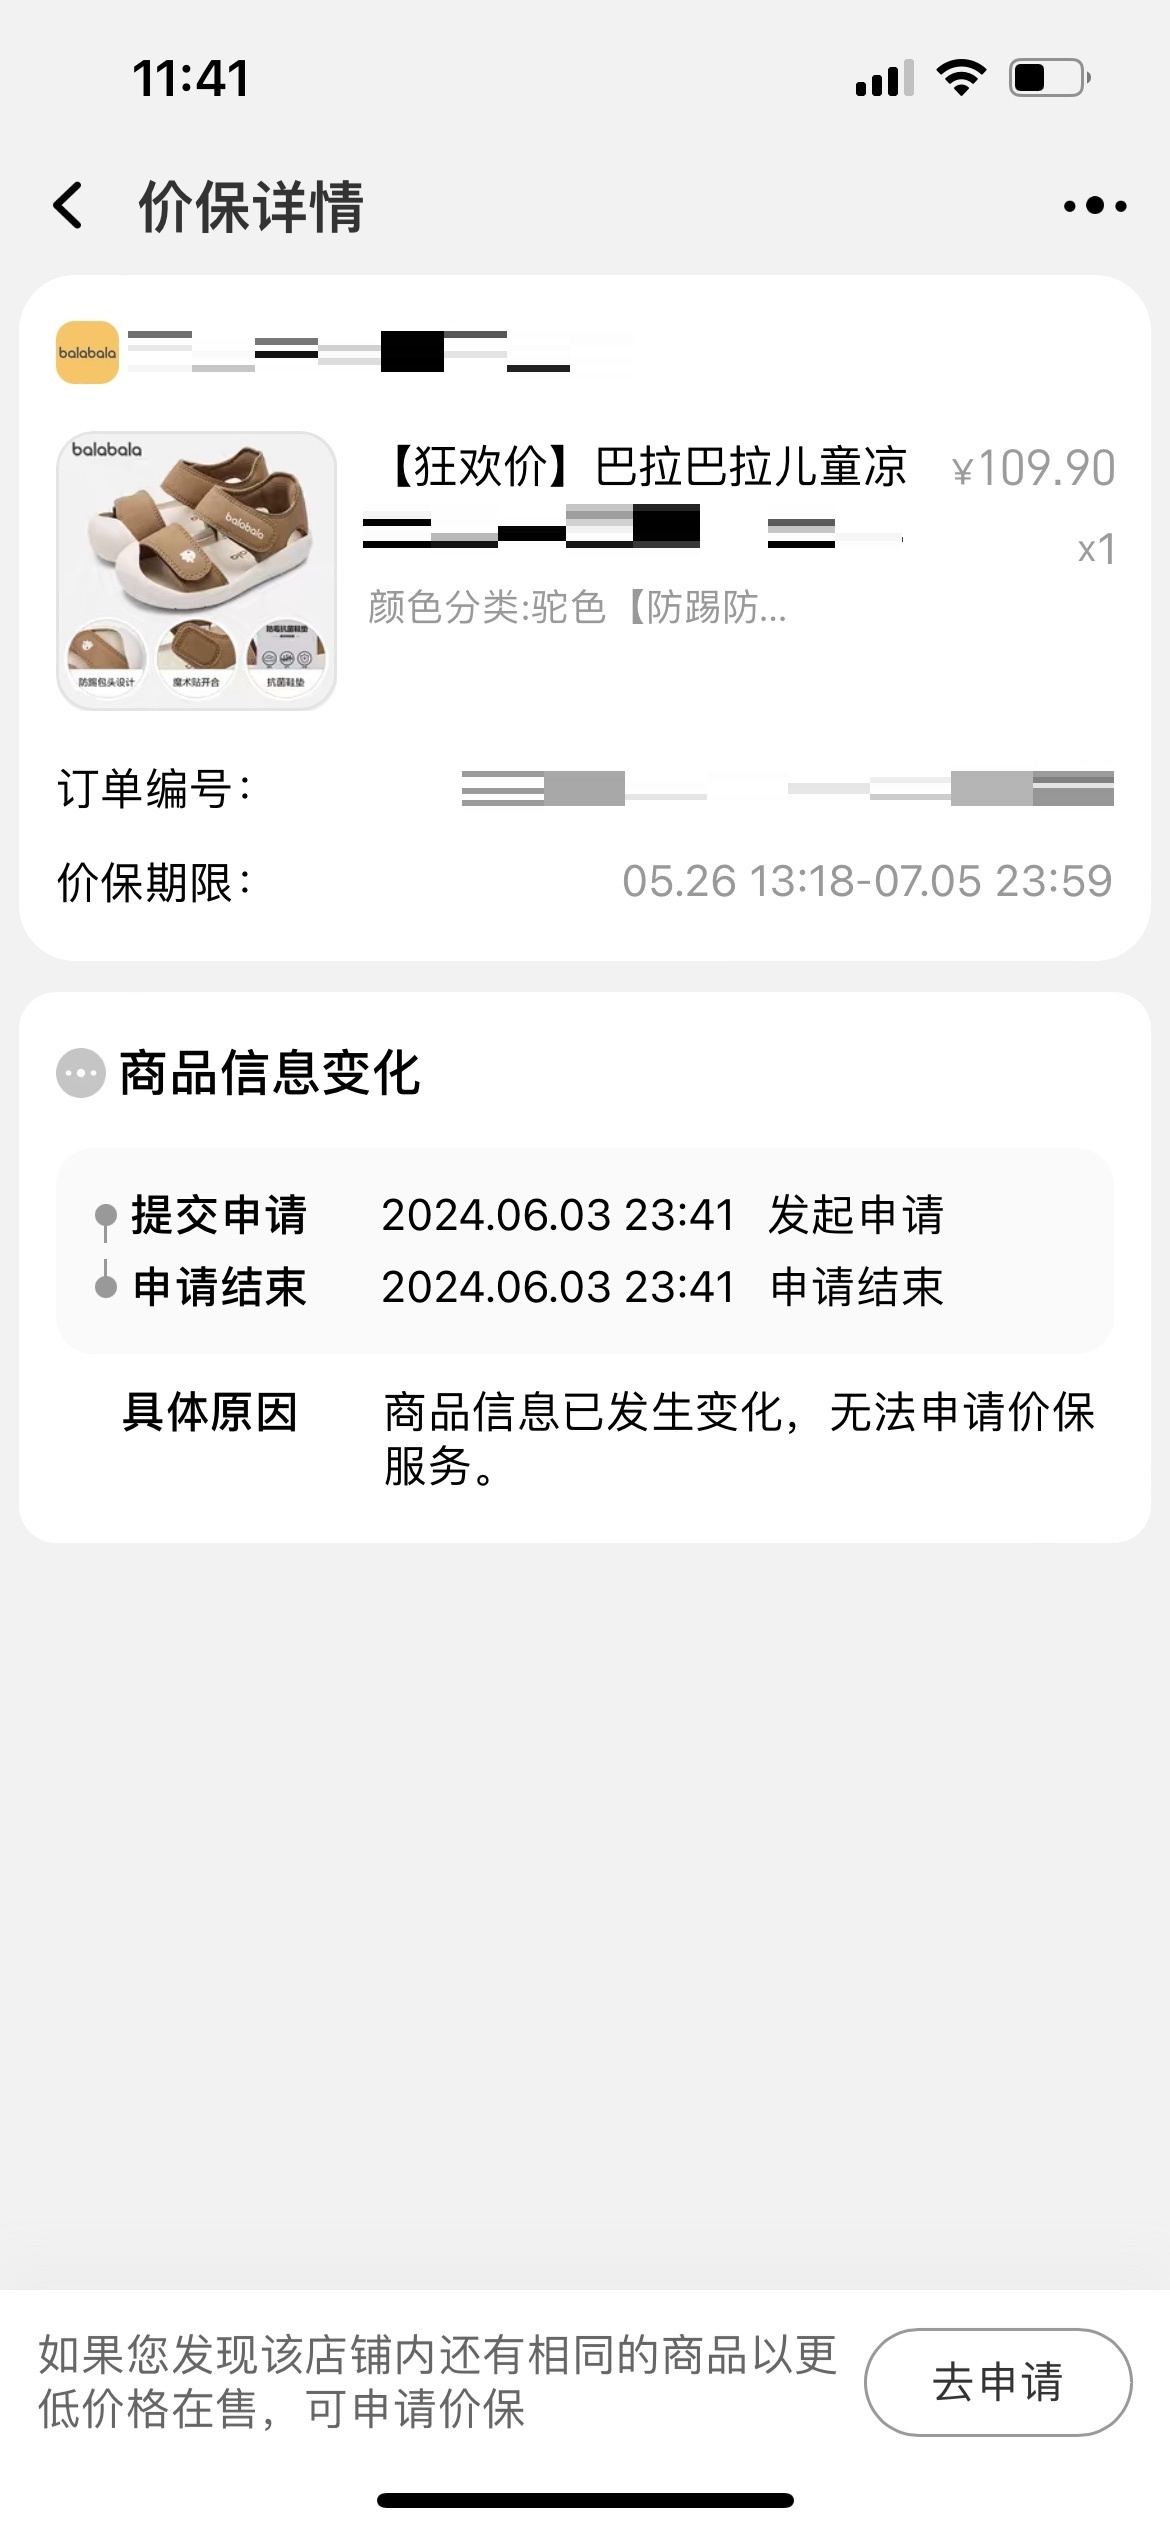 11:41
价保详情
balabala
balabala
balabala
【狂欢价】巴拉巴拉儿童凉
¥109.90
x1
颜色分类:驼色【防踢防...
防踢包头设计
魔术贴开合
抗菌鞋垫
订单编号:
价保期限:
05.26 13:18-07.05 23:59
商品信息变化
提交申请 2024.06.03 23:41 发起申请
申请结束 2024.06.03 23:41 申请结束
具体原因 商品信息已发生变化，无法申请价保
服务。
如果您发现该店铺内还有相同的商品以更
低价格在售，可申请价保
去申请